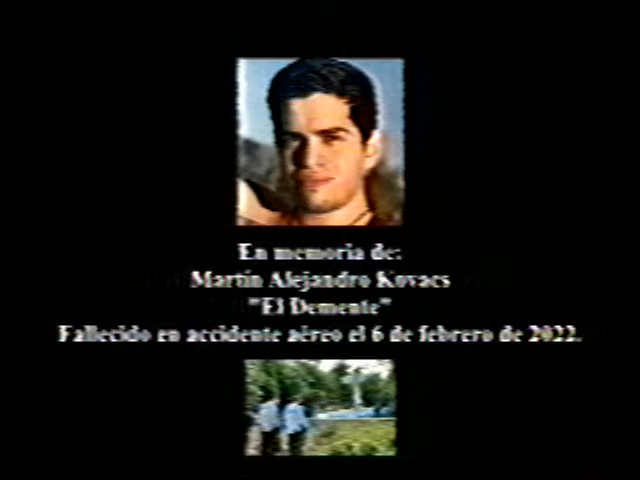 En memoria de:
Martín Alejandro Kovacs
"El Demente"
Fallecido en accidente aéreo el 6 de febrero de 2022.